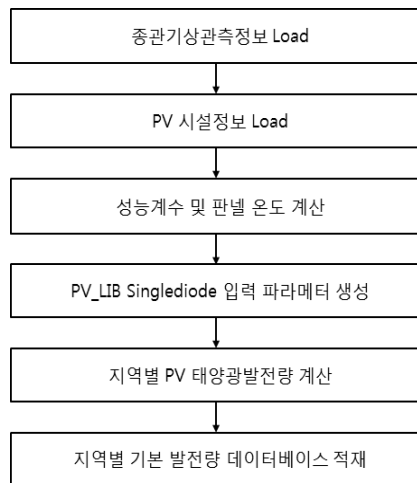 종관기상관측정보 Load
PV 시설정보 Load
성능계수 및 판넬 온도 계산
PV_LIB Singlediode 입력 파라메터 생성
지역별 PV 태양광발전량 계산
지역별 기본 발전량 데이터베이스 적재